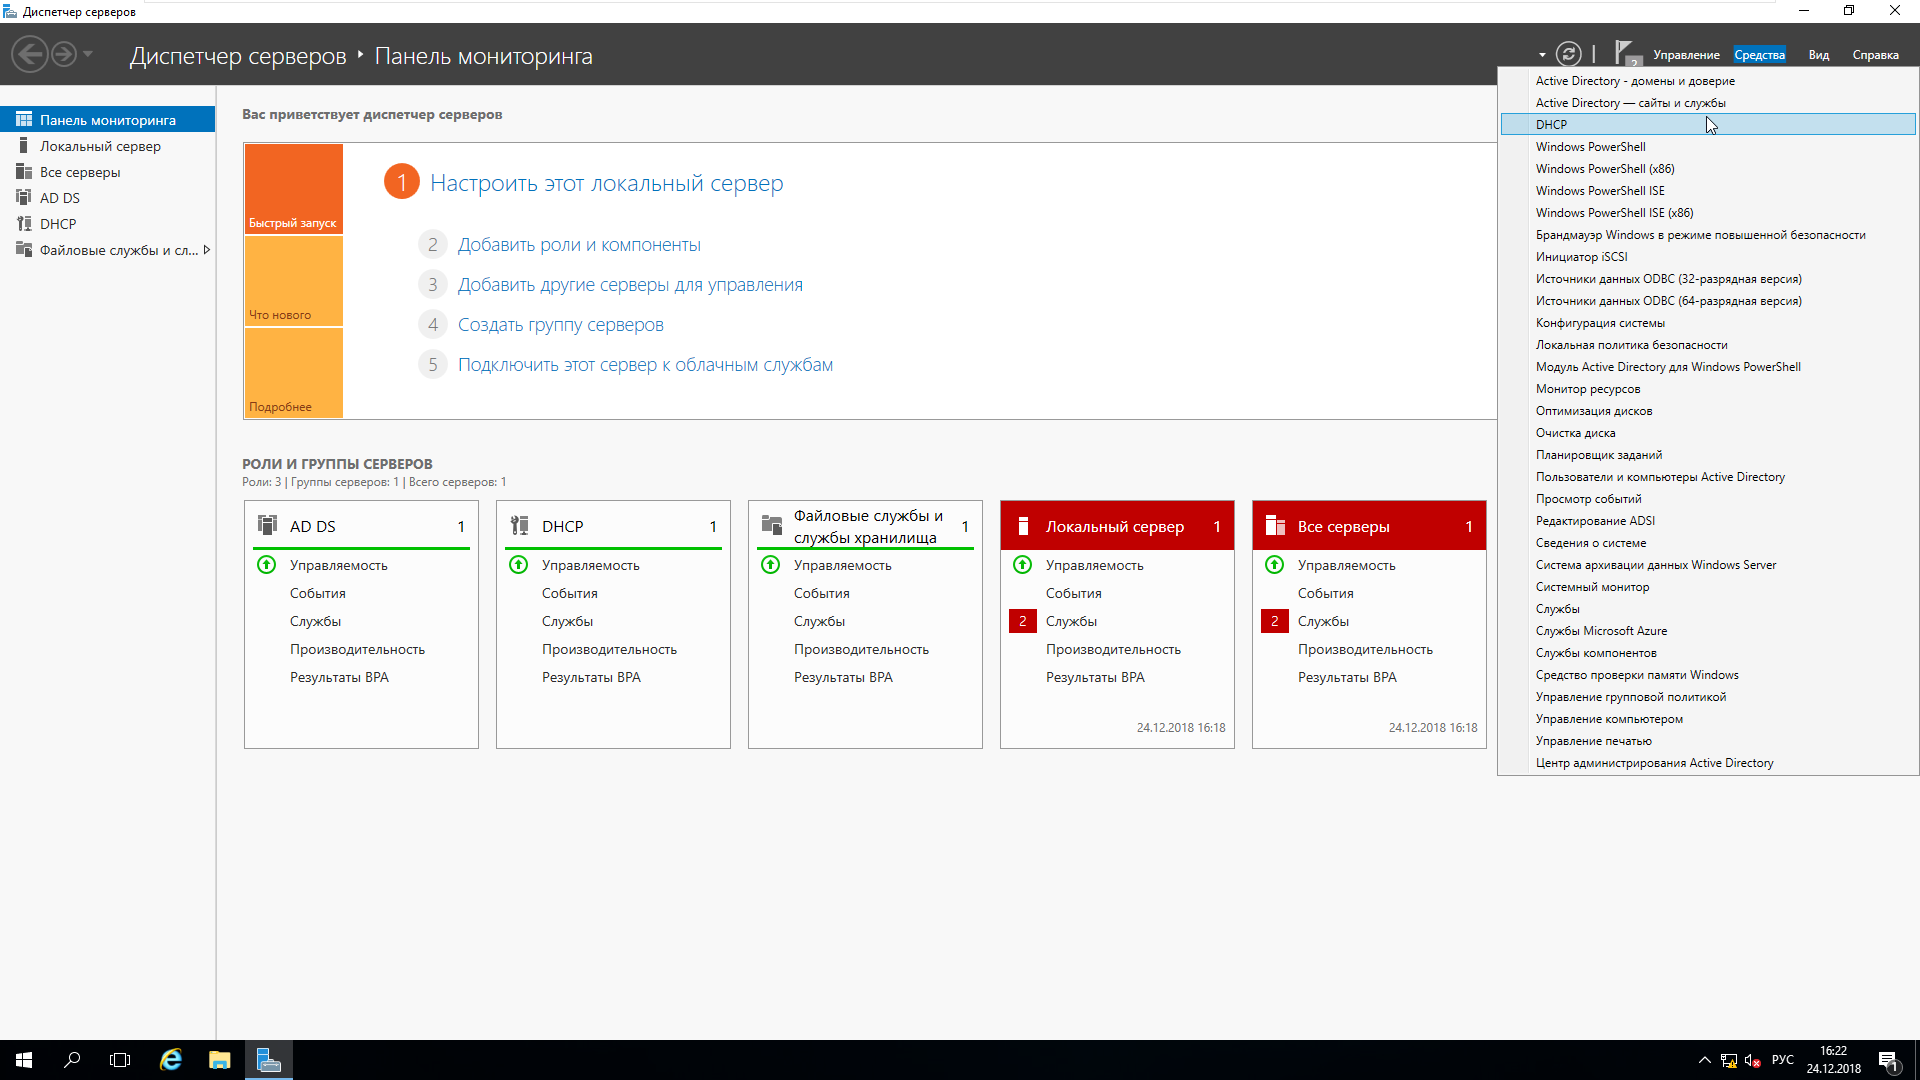 Диспетчер серверов
Диспетчер серверов ‣ Панель мониторинга
2
Управление
Средства
Вид
Справка
Панель мониторинга
Локальный сервер
Все серверы
AD DS
DHCP
Файловые службы и сл...
Вас приветствует диспетчер серверов
Быстрый запуск
Что нового
Подробнее
1 Настроить этот локальный сервер
2 Добавить роли и компоненты
3 Добавить другие серверы для управления
4 Создать группу серверов
5 Подключить этот сервер к облачным службам
РОЛИ И ГРУППЫ СЕРВЕРОВ
Роли: 3 | Группы серверов: 1 | Всего серверов: 1
AD DS 1
Управляемость
События
Службы
Производительность
Результаты BPA
DHCP 1
Управляемость
События
Службы
Производительность
Результаты BPA
Файловые службы и
службы хранилища 1
Управляемость
События
Службы
Производительность
Результаты BPA
Локальный сервер 1
Управляемость
События
2 Службы
Производительность
Результаты BPA
24.12.2018 16:18
Все серверы 1
Управляемость
События
2 Службы
Производительность
Результаты BPA
24.12.2018 16:18
Active Directory - домены и доверие
Active Directory — сайты и службы
DHCP
Windows PowerShell
Windows PowerShell (x86)
Windows PowerShell ISE
Windows PowerShell ISE (x86)
Брандмауэр Windows в режиме повышенной безопасности
Инициатор iSCSI
Источники данных ODBC (32-разрядная версия)
Источники данных ODBC (64-разрядная версия)
Конфигурация системы
Локальная политика безопасности
Модуль Active Directory для Windows PowerShell
Монитор ресурсов
Оптимизация дисков
Очистка диска
Планировщик заданий
Пользователи и компьютеры Active Directory
Просмотр событий
Редактирование ADSI
Сведения о системе
Система архивации данных Windows Server
Системный монитор
Службы
Службы Microsoft Azure
Службы компонентов
Средство проверки памяти Windows
Управление групповой политикой
Управление компьютером
Управление печатью
Центр администрирования Active Directory
РУС
16:22
24.12.2018
1